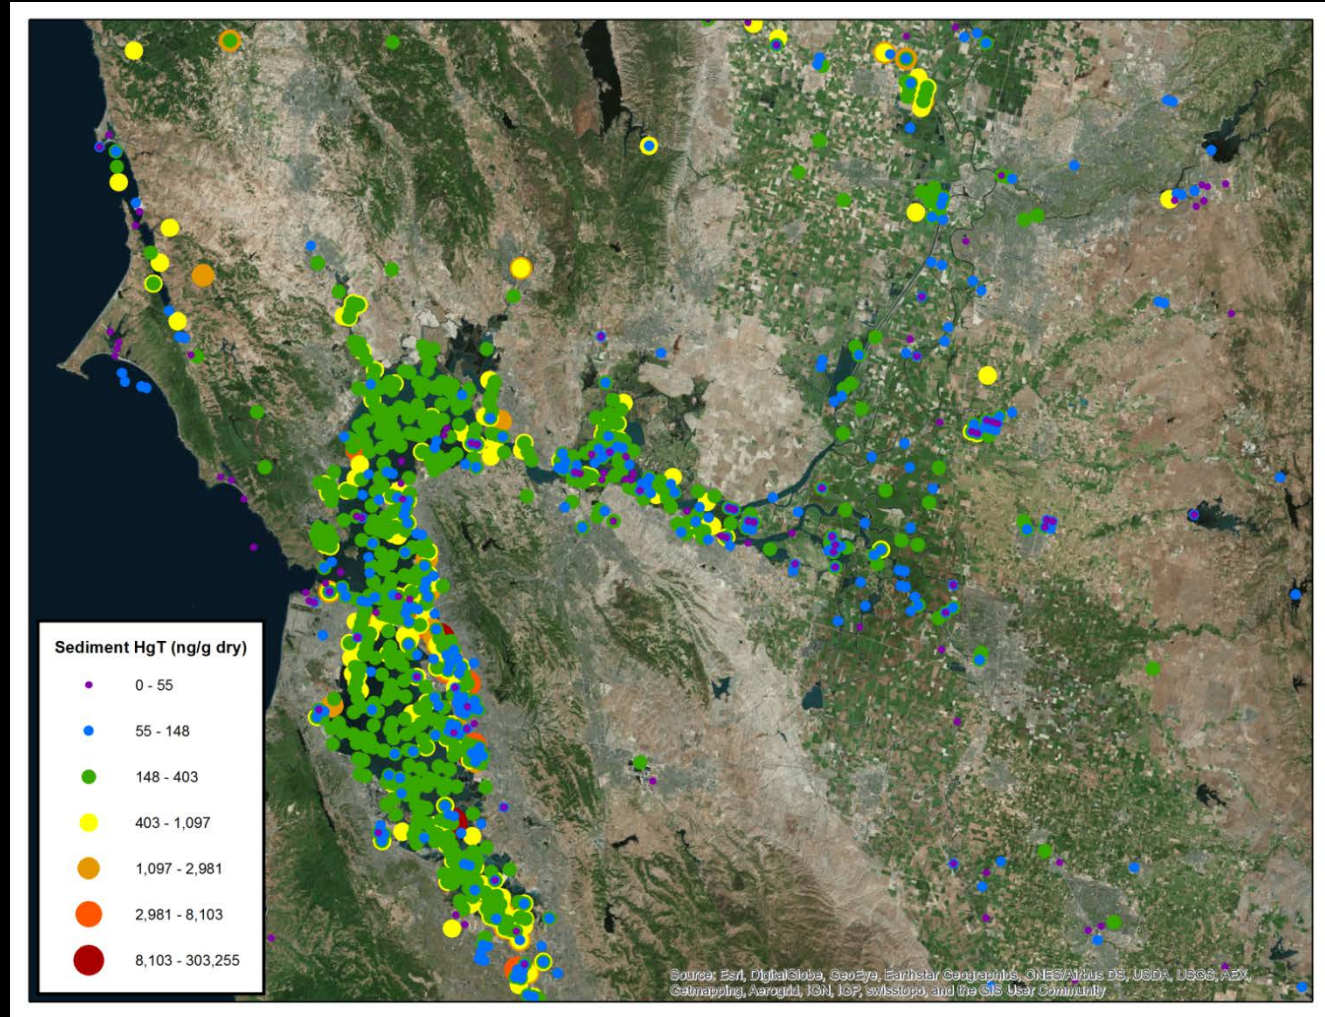 Sediment HgT (ng/g dry)
0 - 55
55 - 148
148 - 403
403 - 1,097
1,097 - 2,981
2,981 - 8,103
8,103 - 303,255
Source: Esri, DigitalGlobe, GeoEye, Earthstar Geographics, CNES/Airbus DS, USDA, USGS, AEX,
Getmapping, Aerogrid, IGN, IGP, swisstopo, and the GIS User Community